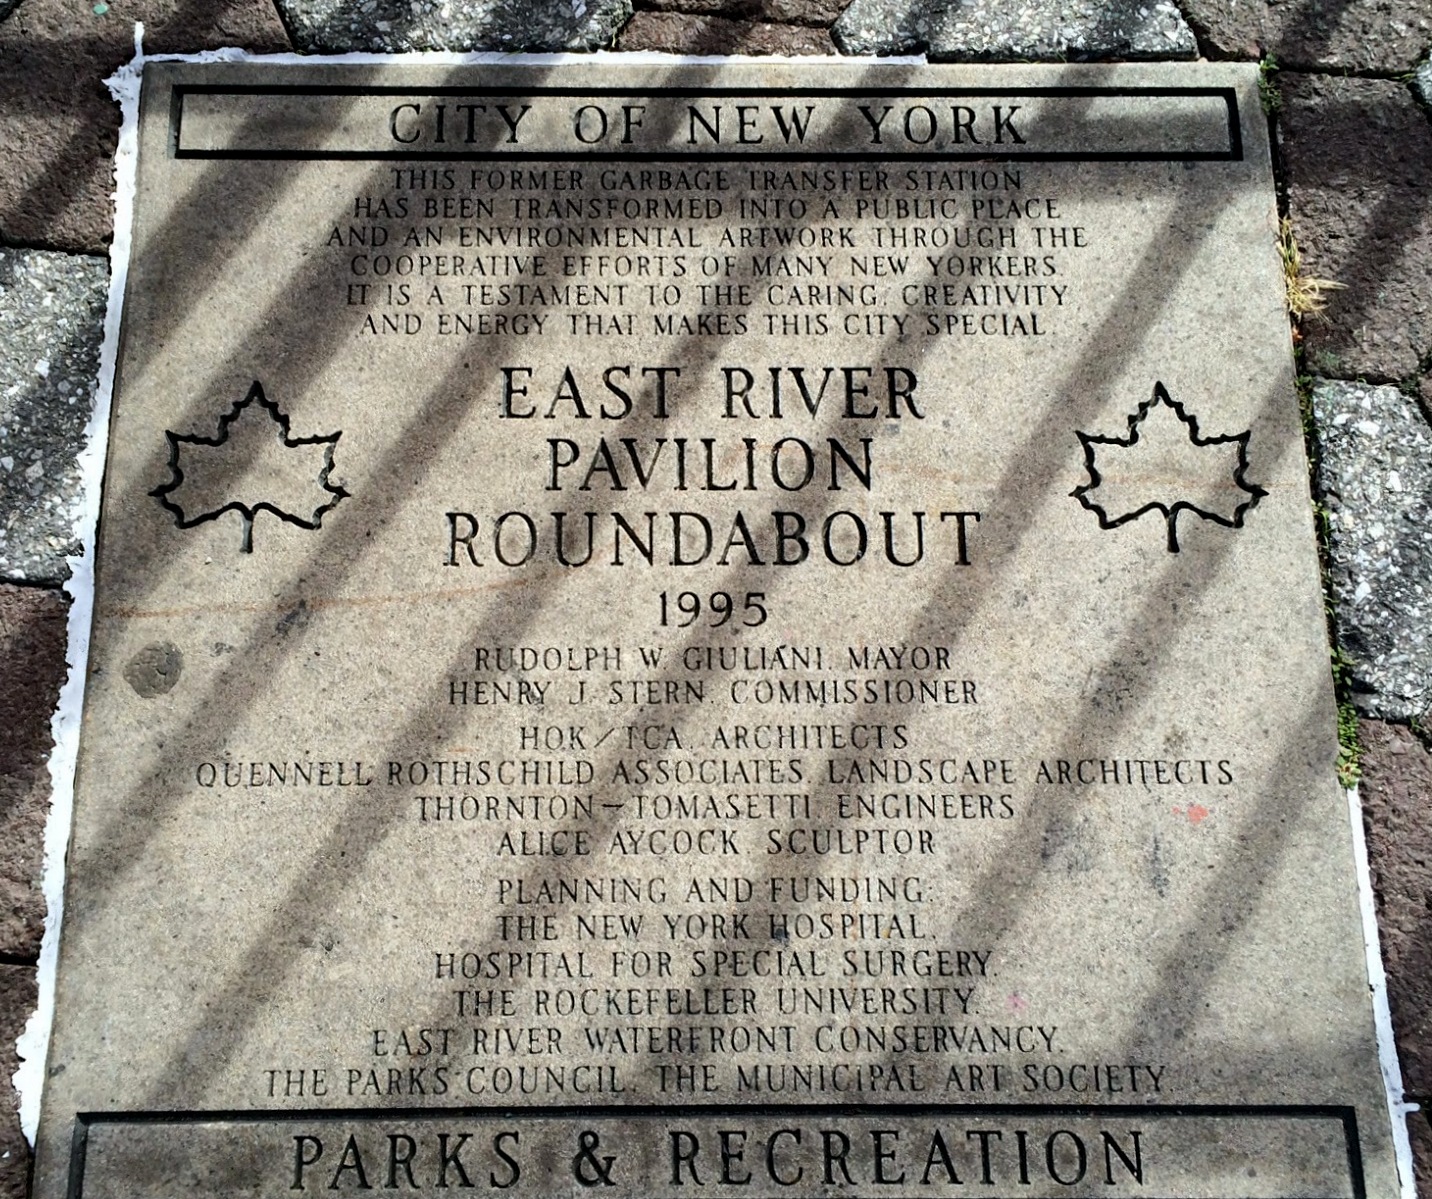 CITY OF NEW YORK
THIS FORMER GARBAGE TRANSFER STATION
HAS BEEN TRANSFORMED INTO A PUBLIC PLACE
AND AN ENVIRONMENTAL ARTWORK THROUGH THE
COOPERATIVE EFFORTS OF MANY NEW YORKERS.
IT IS A TESTAMENT TO THE CARING, CREATIVITY
AND ENERGY THAT MAKES THIS CITY SPECIAL.
EAST RIVER
PAVILION
ROUNDABOUT
1995
RUDOLPH W. GIULIANI, MAYOR
HENRY J. STERN, COMMISSIONER
HOK/TCA, ARCHITECTS
QUENNELL ROTHSCHILD ASSOCIATES, LANDSCAPE ARCHITECTS
THORNTON-TOMASETTI, ENGINEERS
ALICE AYCOCK, SCULPTOR
PLANNING AND FUNDING:
THE NEW YORK HOSPITAL,
HOSPITAL FOR SPECIAL SURGERY,
THE ROCKEFELLER UNIVERSITY,
EAST RIVER WATERFRONT CONSERVANCY,
THE PARKS COUNCIL, THE MUNICIPAL ART SOCIETY
PARKS & RECREATION